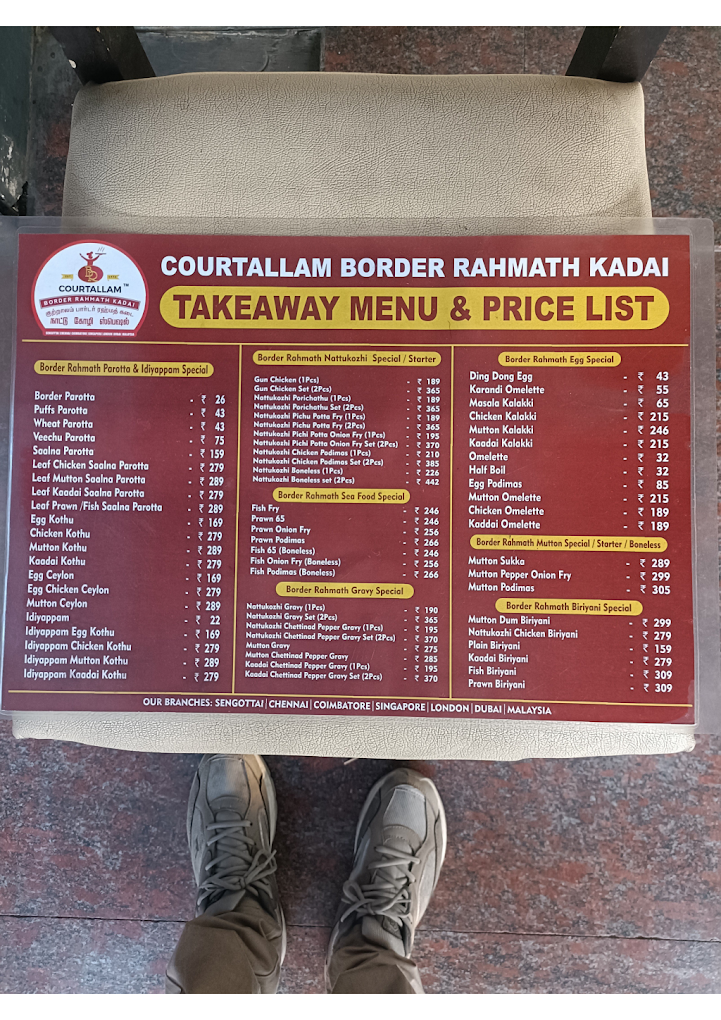 COURTALLAM™
BORDER RAHMATH KADAI
குற்றாலம் பார்டர் ரஹ்மத் கடை
நாட்டு கோழி ஸ்பெஷல்
COURTALLAM BORDER RAHMATH KADAI
TAKEAWAY MENU & PRICE LIST
Border Rahmath Parotta & Idiyappam Special
Border Parotta - ₹ 26
Puffs Parotta - ₹ 43
Wheat Parotta - ₹ 43
Veechu Parotta - ₹ 75
Saalna Parotta - ₹ 159
Leaf Chicken Saalna Parotta - ₹ 279
Leaf Mutton Saalna Parotta - ₹ 289
Leaf Kaadai Saalna Parotta - ₹ 279
Leaf Prawn /Fish Saalna Parotta - ₹ 289
Egg Kothu - ₹ 169
Chicken Kothu - ₹ 279
Mutton Kothu - ₹ 289
Kaadai Kothu - ₹ 279
Egg Ceylon - ₹ 169
Egg Chicken Ceylon - ₹ 279
Mutton Ceylon - ₹ 289
Idiyappam - ₹ 22
Idiyappam Egg Kothu - ₹ 169
Idiyappam Chicken Kothu - ₹ 279
Idiyappam Mutton Kothu - ₹ 289
Idiyappam Kaadai Kothu - ₹ 279
Border Rahmath Nattukozhi Special / Starter
Gun Chicken (1Pcs) - ₹ 189
Gun Chicken Set (2Pcs) - ₹ 365
Nattukozhi Porichathu (1Pcs) - ₹ 189
Nattukozhi Porichathu Set (2Pcs) - ₹ 365
Nattukozhi Pichu Potta Fry (1Pcs) - ₹ 189
Nattukozhi Pichu Potta Fry (2Pcs) - ₹ 365
Nattukozhi Pichi Potta Onion Fry (1Pcs) - ₹ 195
Nattukozhi Pichi Potta Onion Fry Set (2Pcs) - ₹ 370
Nattukozhi Chicken Podimas (1Pcs) - ₹ 210
Nattukozhi Chicken Podimas Set (2Pcs) - ₹ 385
Nattukozhi Boneless (1Pcs) - ₹ 226
Nattukozhi Boneless set (2Pcs) - ₹ 442
Border Rahmath Sea Food Special
Fish Fry - ₹ 246
Prawn 65 - ₹ 246
Prawn Onion Fry - ₹ 256
Prawn Podimas - ₹ 266
Fish 65 (Boneless) - ₹ 246
Fish Onion Fry (Boneless) - ₹ 256
Fish Podimas (Boneless) - ₹ 266
Border Rahmath Gravy Special
Nattukozhi Gravy (1Pcs) - ₹ 190
Nattukozhi Gravy Set (2Pcs) - ₹ 365
Nattukozhi Chettinad Pepper Gravy (1Pcs) - ₹ 195
Nattukozhi Chettinad Pepper Gravy Set (2Pcs) - ₹ 370
Mutton Gravy - ₹ 275
Mutton Chettinad Pepper Gravy - ₹ 285
Kaadai Chettinad Pepper Gravy (1Pcs) - ₹ 195
Kaadai Chettinad Pepper Gravy Set (2Pcs) - ₹ 370
Border Rahmath Egg Special
Ding Dong Egg - ₹ 43
Karandi Omelette - ₹ 55
Masala Kalakki - ₹ 65
Chicken Kalakki - ₹ 215
Mutton Kalakki - ₹ 246
Kaadai Kalakki - ₹ 215
Omelette - ₹ 32
Half Boil - ₹ 32
Egg Podimas - ₹ 85
Mutton Omelette - ₹ 215
Chicken Omelette - ₹ 189
Kaddai Omelette - ₹ 189
Border Rahmath Mutton Special / Starter / Boneless
Mutton Sukka - ₹ 289
Mutton Pepper Onion Fry - ₹ 299
Mutton Podimas - ₹ 305
Border Rahmath Biriyani Special
Mutton Dum Biriyani - ₹ 299
Nattukozhi Chicken Biriyani - ₹ 279
Plain Biriyani - ₹ 159
Kaadai Biriyani - ₹ 279
Fish Biriyani - ₹ 309
Prawn Biriyani - ₹ 309
OUR BRANCHES: SENGOTTAI | CHENNAI | COIMBATORE | SINGAPORE | LONDON | DUBAI | MALAYSIA